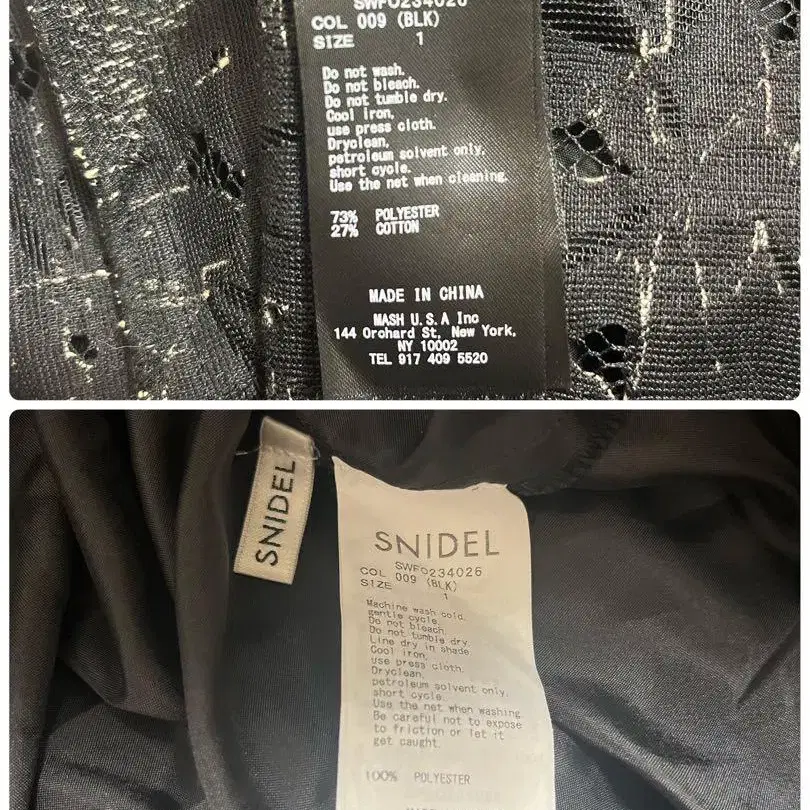 SWFO234026
COL 009 (BLK)
SIZE 1
Do not wash.
Do not bleach.
Do not tumble dry.
Cool iron,
use press cloth.
Dryclean,
petroleum solvent only,
short cycle.
Use the net when cleaning.
73% POLYESTER
27% COTTON
MADE IN CHINA
MASH U.S.A Inc
144 Orchard St, New York,
NY 10002
TEL 917 409 5520
SNIDEL
SNIDEL
SWFO234026
COL 009 (BLK)
SIZE 1
Machine wash cold,
gentle cycle.
Do not bleach.
Do not tumble dry.
Line dry in shade.
Cool iron,
use press cloth.
Dryclean,
petroleum solvent only,
short cycle.
Use the net when washing.
Be careful not to expose
to friction or let it
get caught.
100% POLYESTER